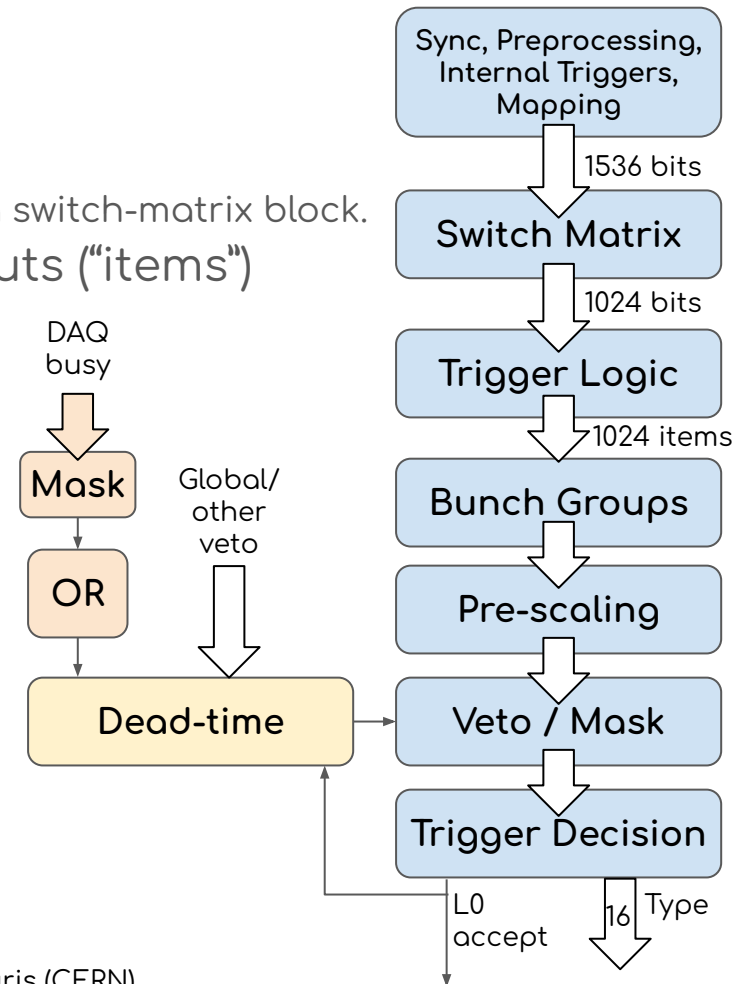 Sync, Preprocessing,
Internal Triggers,
Mapping
1536 bits
switch-matrix block.
Switch Matrix
uts (“items”)
1024 bits
DAQ
busy
Trigger Logic
1024 items
Mask
Global/
other
veto
Bunch Groups
OR
Pre-scaling
Dead-time
Veto / Mask
Trigger Decision
L0
accept
16
Type
ris (CERN)